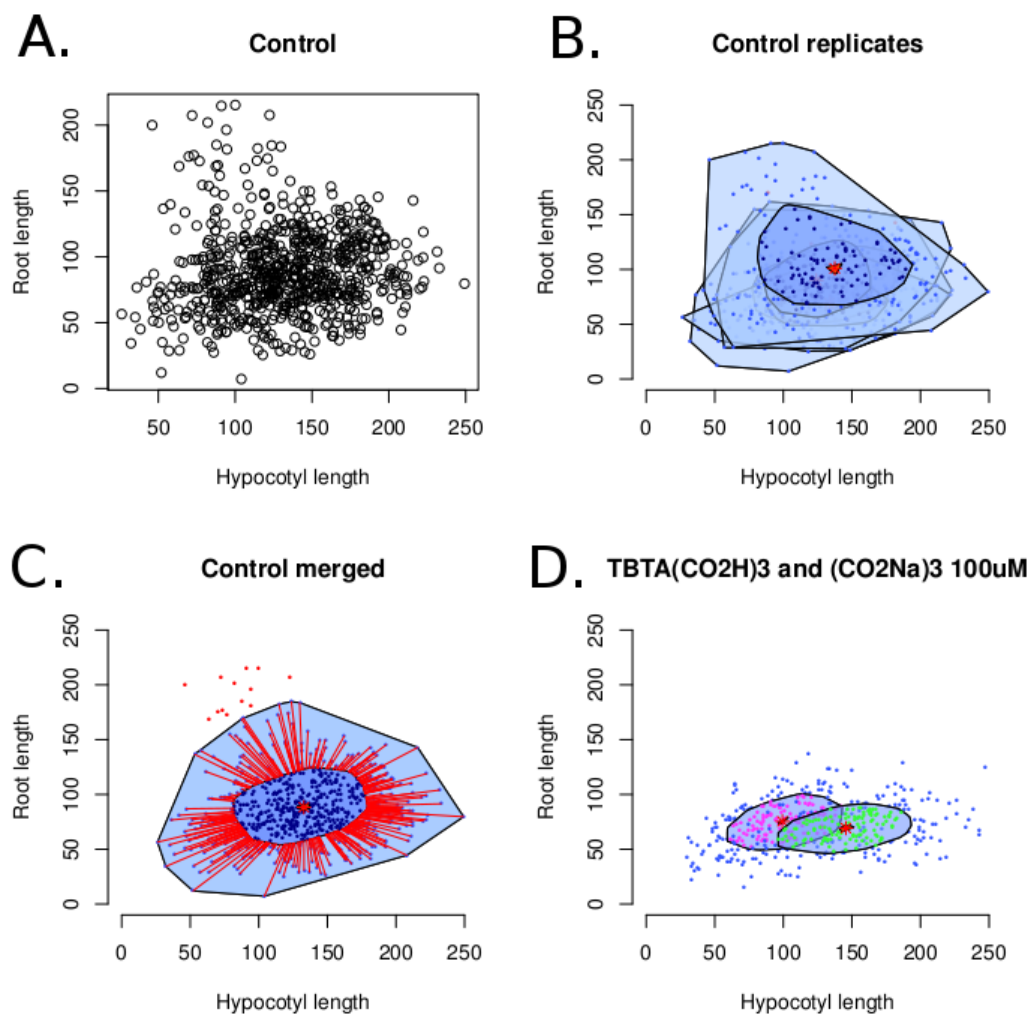 A.
Control
Root length
0 50 100 150 200
50 100 150 200 250
Hypocotyl length
B.
Control replicates
Root length
0 50 100 150 200 250
0 50 100 150 200 250
Hypocotyl length
C.
Control merged
Root length
0 50 100 150 200 250
0 50 100 150 200 250
Hypocotyl length
D.
TBTA(CO2H)3 and (CO2Na)3 100uM
Root length
0 50 100 150 200 250
0 50 100 150 200 250
Hypocotyl length